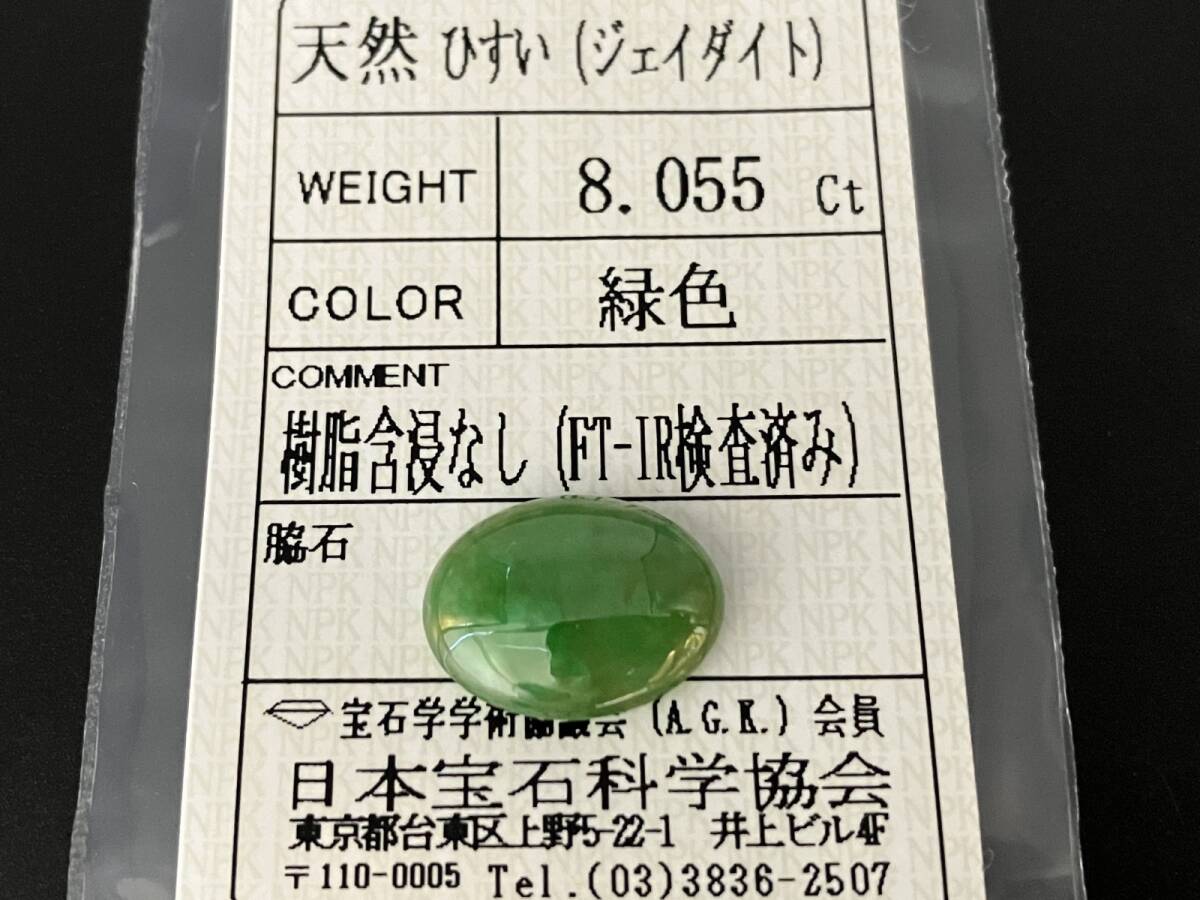 天然 ひすい (ジェイダイト)
WEIGHT 8.055 Ct
COLOR 緑色
COMMENT
樹脂含浸なし (FT-IR検査済み)
脇石
宝石学学術協議会 (A.G.K.) 会員
日本宝石科学協会
東京都台東区上野5-22-1 井上ビル4F
〒110-0005 Tel.(03)3836-2507